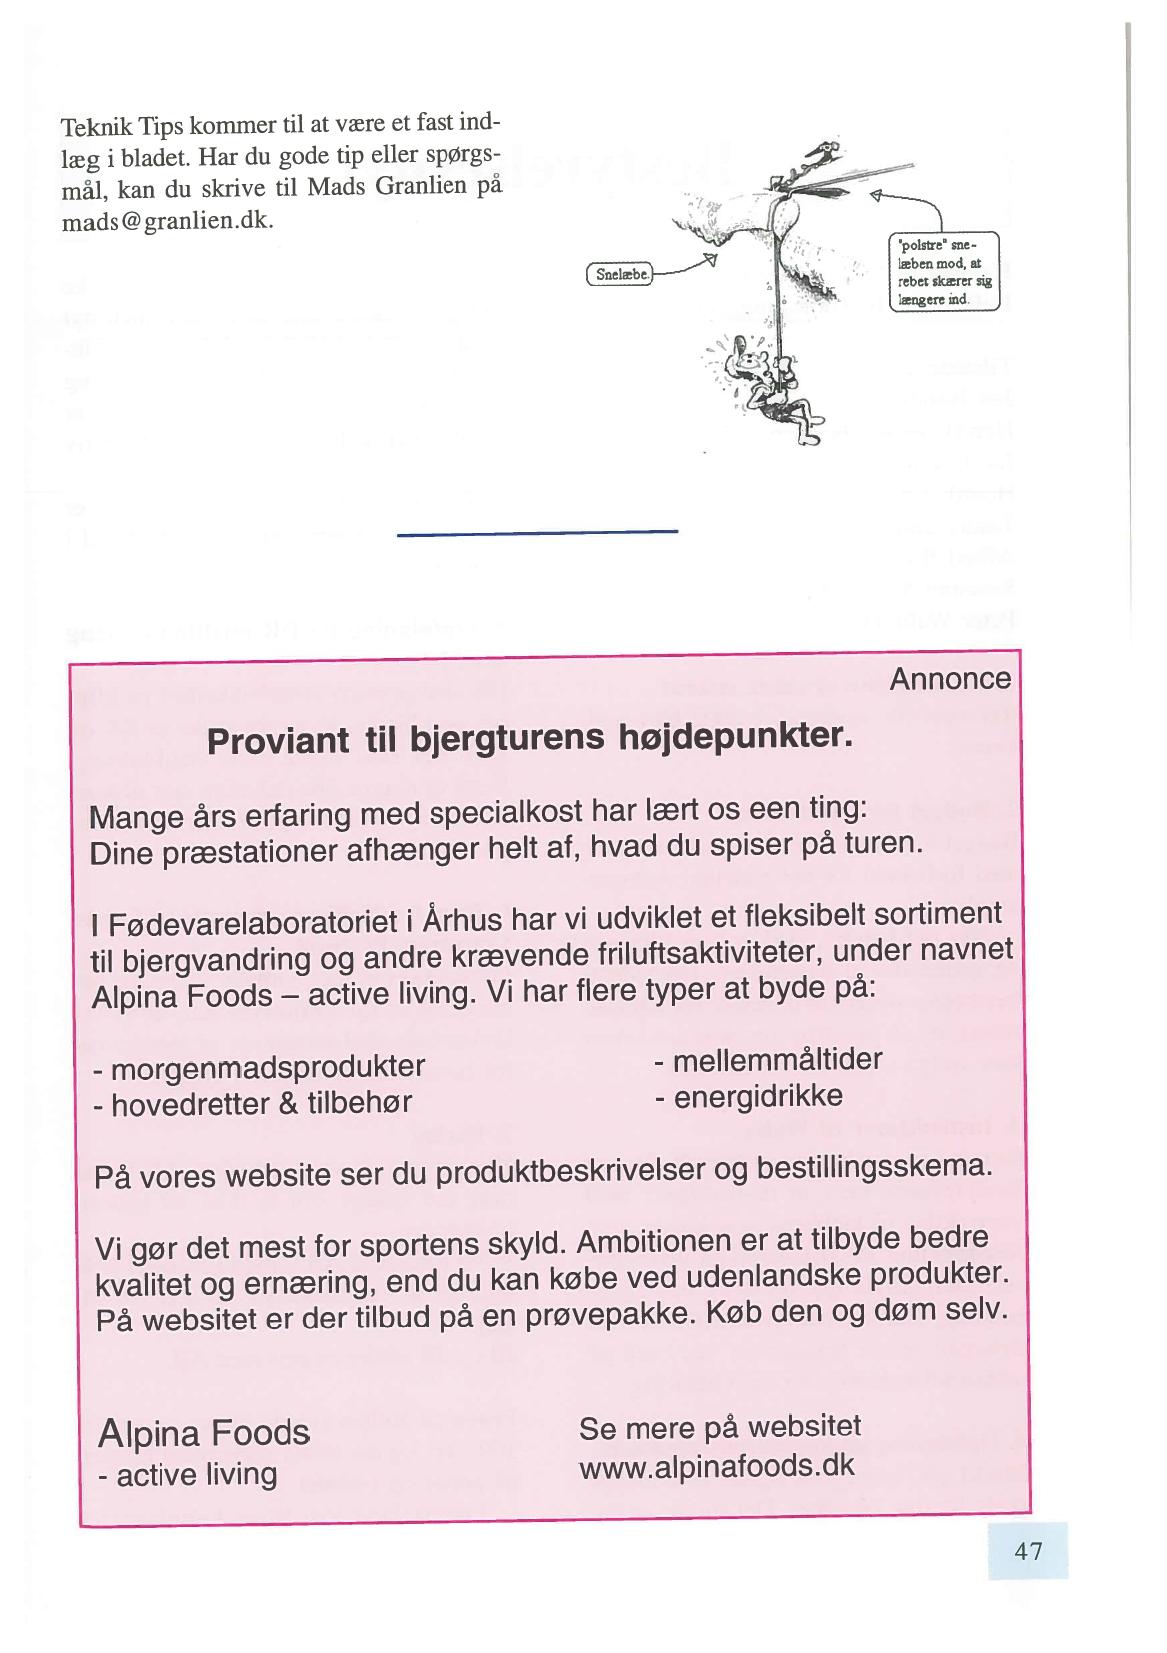 Teknik Tips kommer til at være et fast ind-
læg i bladet. Har du gode tip eller spørgs-
mål, kan du skrive til Mads Granlien på
mads@granlien.dk.
Snelæbe.
"polstre" sne-
læben mod, at
rebet skærer sig
længere ind.
Annonce
Proviant til bjergturens højdepunkter.
Mange års erfaring med specialkost har lært os een ting:
Dine præstationer afhænger helt af, hvad du spiser på turen.
I Fødevarelaboratoriet i Århus har vi udviklet et fleksibelt sortiment
til bjergvandring og andre krævende friluftsaktiviteter, under navnet
Alpina Foods – active living. Vi har flere typer at byde på:
- morgenmadsprodukter
- hovedretter & tilbehør
- mellemmåltider
- energidrikke
På vores website ser du produktbeskrivelser og bestillingsskema.
Vi gør det mest for sportens skyld. Ambitionen er at tilbyde bedre
kvalitet og ernæring, end du kan købe ved udenlandske produkter.
På websitet er der tilbud på en prøvepakke. Køb den og døm selv.
Alpina Foods
- active living
Se mere på websitet
www.alpinafoods.dk
47